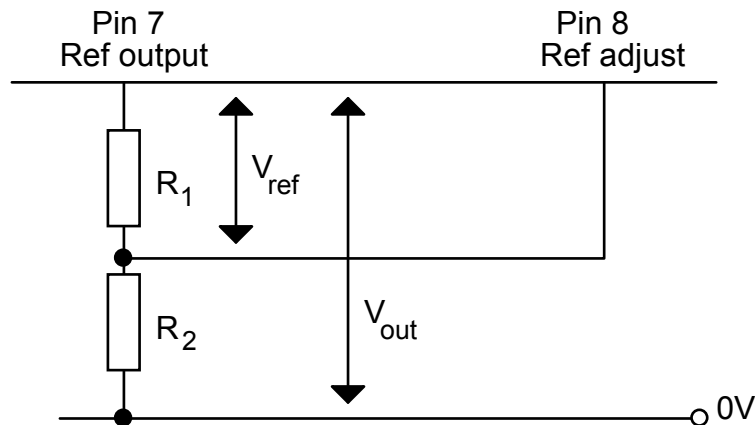 Pin 7
Ref output
Pin 8
Ref adjust
R1
Vref
R2
Vout
0V